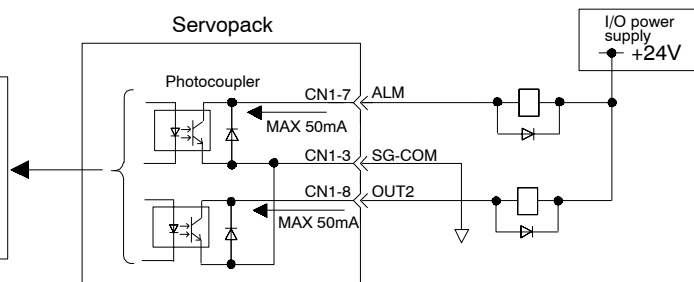 Servopack
I/O power
supply
+24V
Photocoupler
CN1-7
ALM
MAX 50mA
CN1-3
SG-COM
CN1-8
OUT2
MAX 50mA